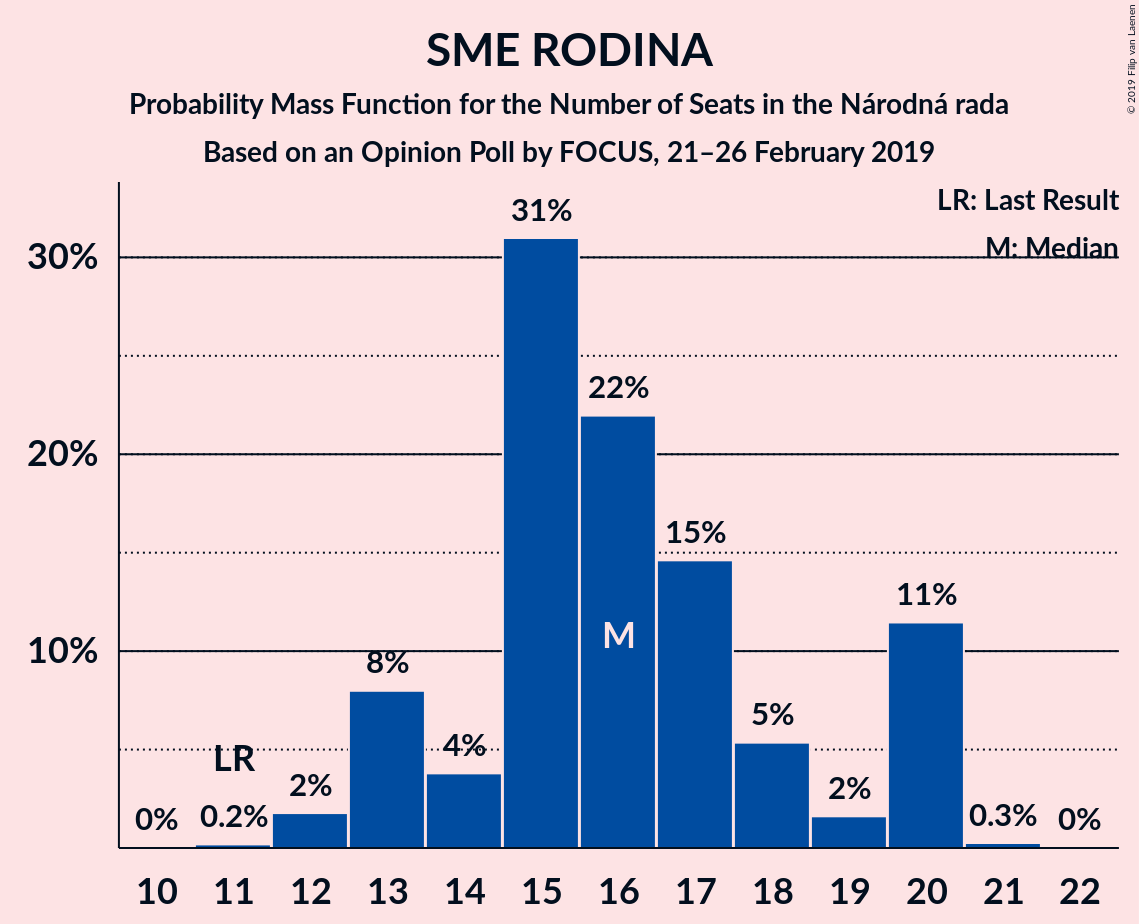 SME RODINA
Probability Mass Function for the Number of Seats in the Národná rada
Based on an Opinion Poll by FOCUS, 21–26 February 2019
© 2019 Filip van Laenen
LR: Last Result
M: Median
30%
20%
10%
0%
0.2%
2%
8%
4%
31%
22%
15%
5%
2%
11%
0.3%
0%
LR
M
10 11 12 13 14 15 16 17 18 19 20 21 22